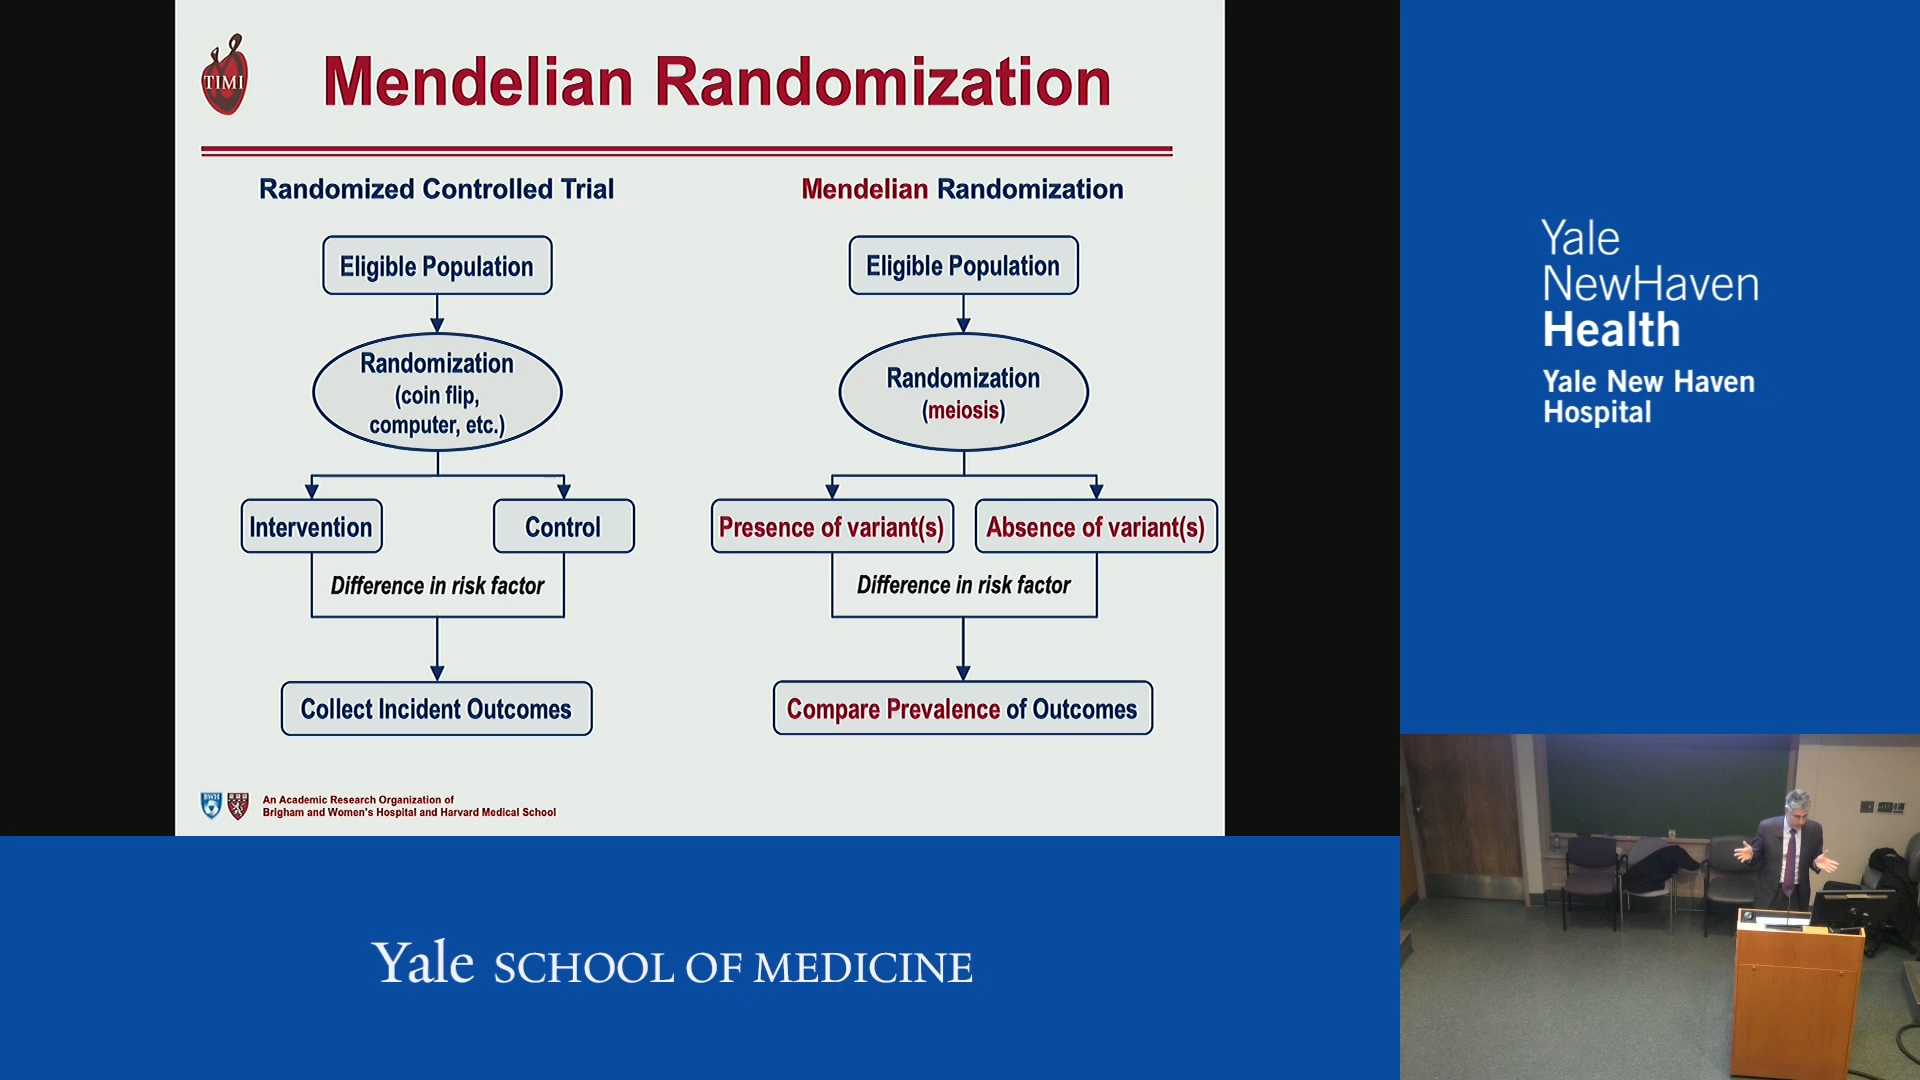 TIMI
Mendelian Randomization
Randomized Controlled Trial
Eligible Population
Randomization
(coin flip,
computer, etc.)
Intervention
Control
Difference in risk factor
Collect Incident Outcomes
Mendelian Randomization
Eligible Population
Randomization
(meiosis)
Presence of variant(s)
Absence of variant(s)
Difference in risk factor
Compare Prevalence of Outcomes
BWH
An Academic Research Organization of
Brigham and Women's Hospital and Harvard Medical School
Yale
NewHaven
Health
Yale New Haven
Hospital
Yale SCHOOL OF MEDICINE